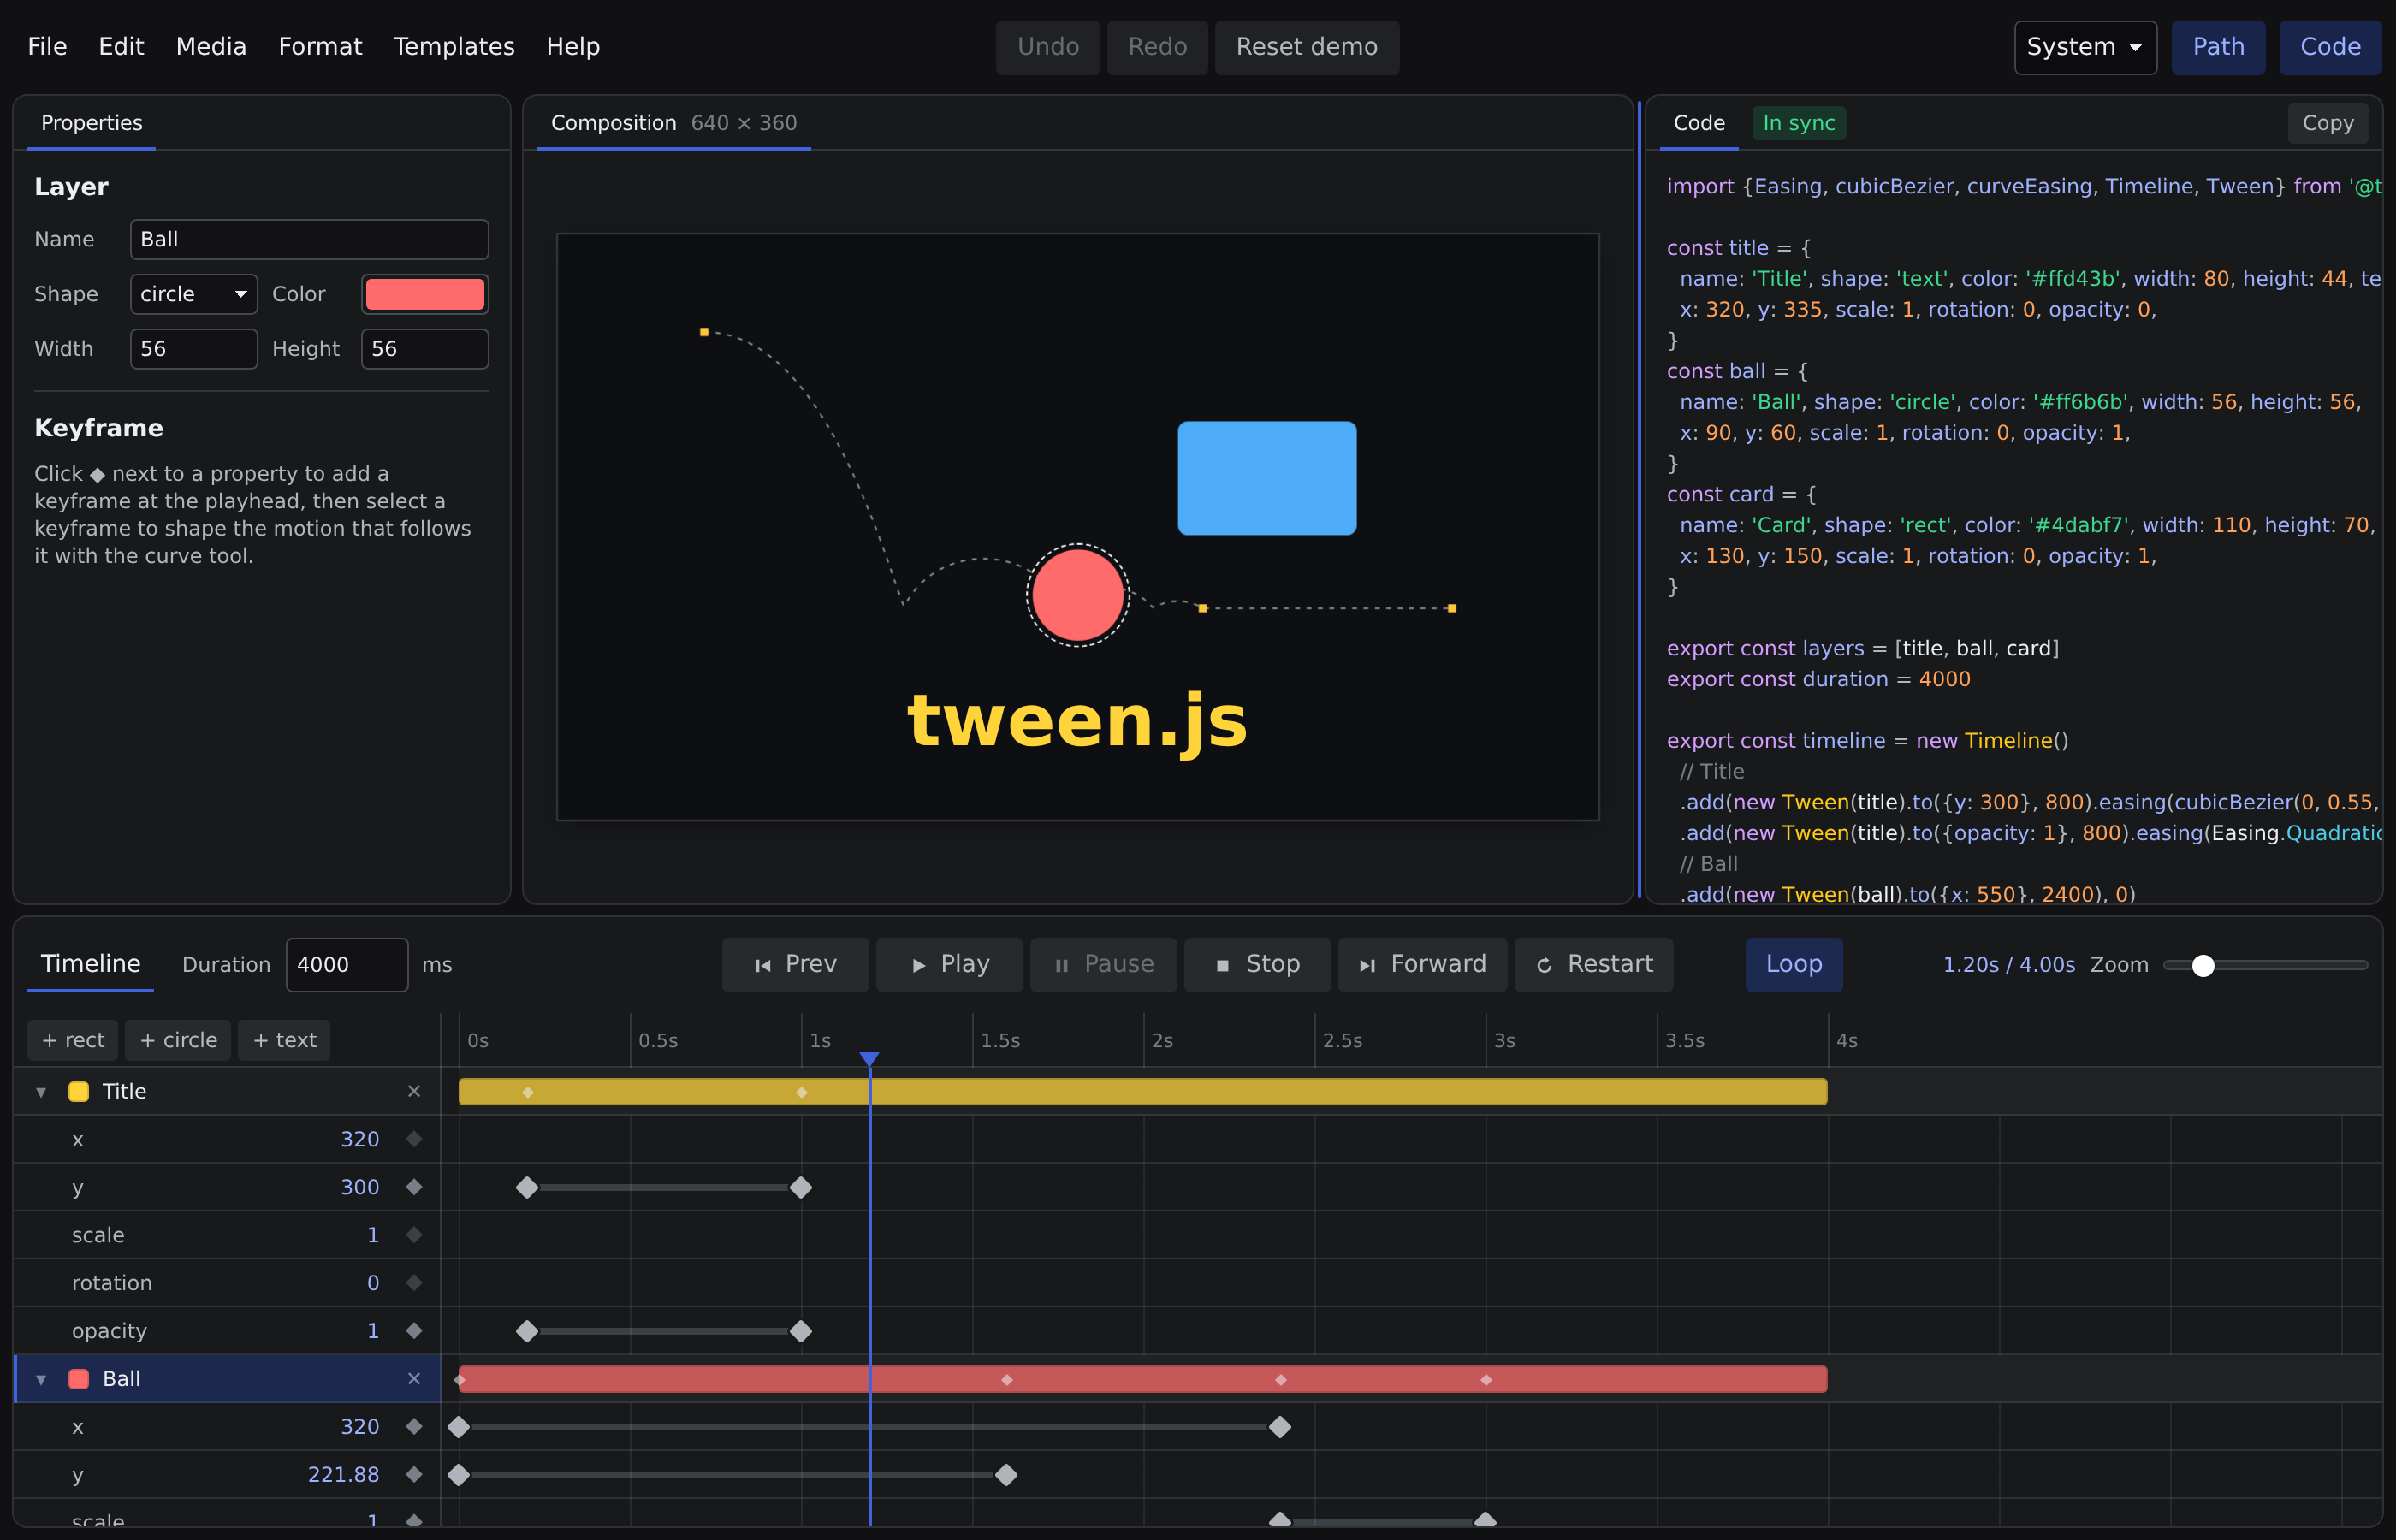 File Edit Media Format Templates Help Undo Redo Reset demo System Path Code
Properties
Layer
Name Ball
Shape circle Color
Width 56 Height 56
Keyframe
Click ◆ next to a property to add a
keyframe at the playhead, then select a
keyframe to shape the motion that follows
it with the curve tool.
Composition 640 × 360
tween.js
Code In sync Copy
import {Easing, cubicBezier, curveEasing, Timeline, Tween} from '@t
const title = {
name: 'Title', shape: 'text', color: '#ffd43b', width: 80, height: 44, te
x: 320, y: 335, scale: 1, rotation: 0, opacity: 0,
}
const ball = {
name: 'Ball', shape: 'circle', color: '#ff6b6b', width: 56, height: 56,
x: 90, y: 60, scale: 1, rotation: 0, opacity: 1,
}
const card = {
name: 'Card', shape: 'rect', color: '#4dabf7', width: 110, height: 70,
x: 130, y: 150, scale: 1, rotation: 0, opacity: 1,
}
export const layers = [title, ball, card]
export const duration = 4000
export const timeline = new Timeline()
// Title
.add(new Tween(title).to({y: 300}, 800).easing(cubicBezier(0, 0.55,
.add(new Tween(title).to({opacity: 1}, 800).easing(Easing.Quadratic
// Ball
.add(new Tween(ball).to({x: 550}, 2400), 0)
Timeline Duration 4000 ms Prev Play Pause Stop Forward Restart Loop 1.20s / 4.00s Zoom
+ rect + circle + text 0s 0.5s 1s 1.5s 2s 2.5s 3s 3.5s 4s
Title
x 320
y 300
scale 1
rotation 0
opacity 1
Ball
x 320
y 221.88
scale 1